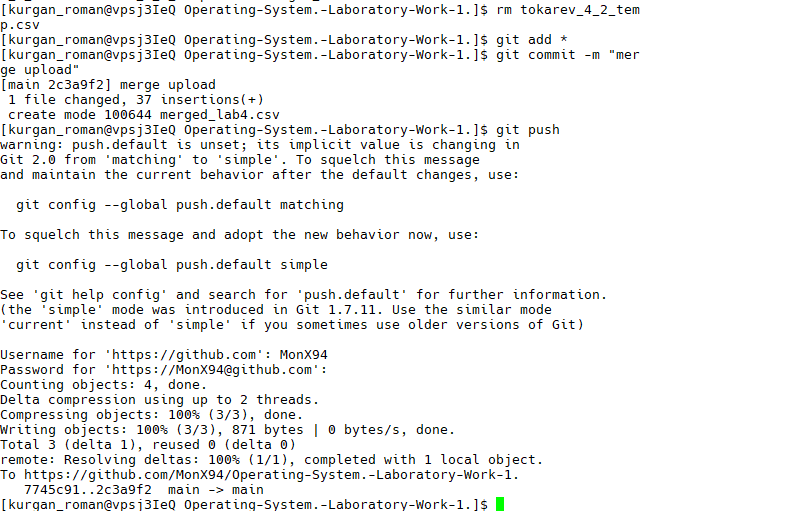 [kurgan_roman@vpsj3IeQ Operating-System.-Laboratory-Work-1.]$ rm tokarev_4_2_tem
p.csv
[kurgan_roman@vpsj3IeQ Operating-System.-Laboratory-Work-1.]$ git add *
[kurgan_roman@vpsj3IeQ Operating-System.-Laboratory-Work-1.]$ git commit -m "mer
ge upload"
[main 2c3a9f2] merge upload
 1 file changed, 37 insertions(+)
 create mode 100644 merged_lab4.csv
[kurgan_roman@vpsj3IeQ Operating-System.-Laboratory-Work-1.]$ git push
warning: push.default is unset; its implicit value is changing in
Git 2.0 from 'matching' to 'simple'. To squelch this message
and maintain the current behavior after the default changes, use:

  git config --global push.default matching

To squelch this message and adopt the new behavior now, use:

  git config --global push.default simple

See 'git help config' and search for 'push.default' for further information.
(the 'simple' mode was introduced in Git 1.7.11. Use the similar mode
'current' instead of 'simple' if you sometimes use older versions of Git)

Username for 'https://github.com': MonX94
Password for 'https://MonX94@github.com':
Counting objects: 4, done.
Delta compression using up to 2 threads.
Compressing objects: 100% (3/3), done.
Writing objects: 100% (3/3), 871 bytes | 0 bytes/s, done.
Total 3 (delta 1), reused 0 (delta 0)
remote: Resolving deltas: 100% (1/1), completed with 1 local object.
To https://github.com/MonX94/Operating-System.-Laboratory-Work-1.
   7745c91..2c3a9f2  main -> main
[kurgan_roman@vpsj3IeQ Operating-System.-Laboratory-Work-1.]$